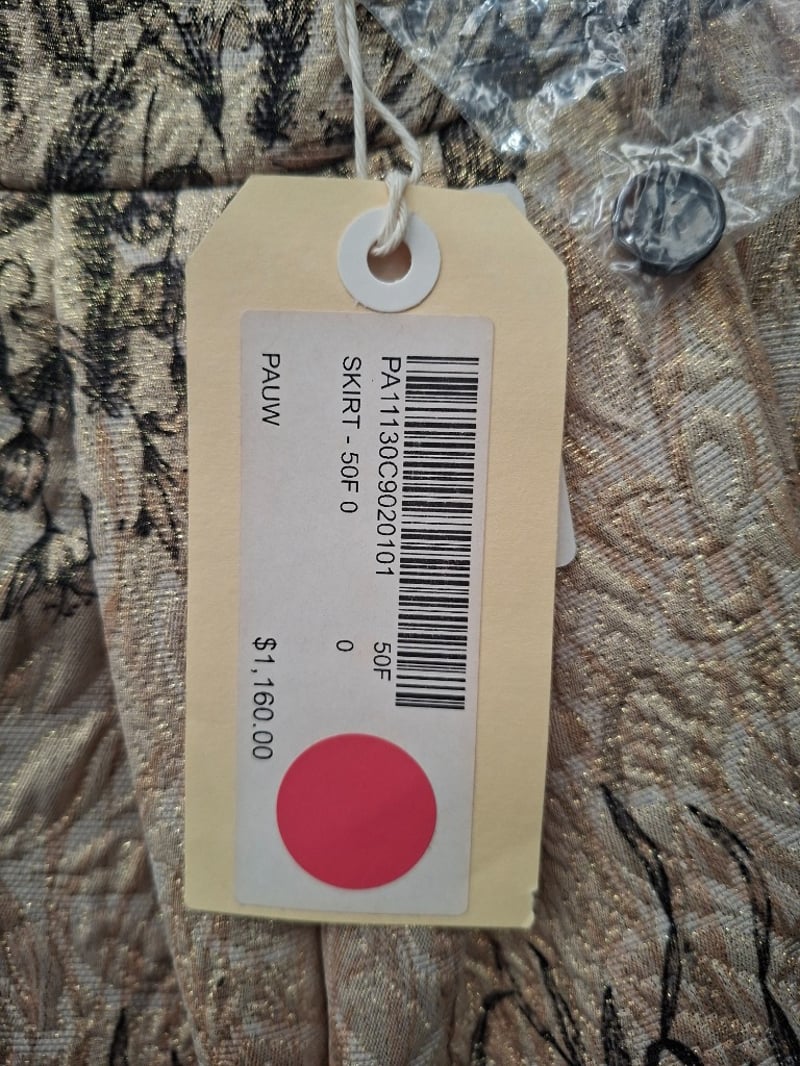 PA11130C9020101 50F
SKIRT - 50F 0 0
PAUW $1,160.00